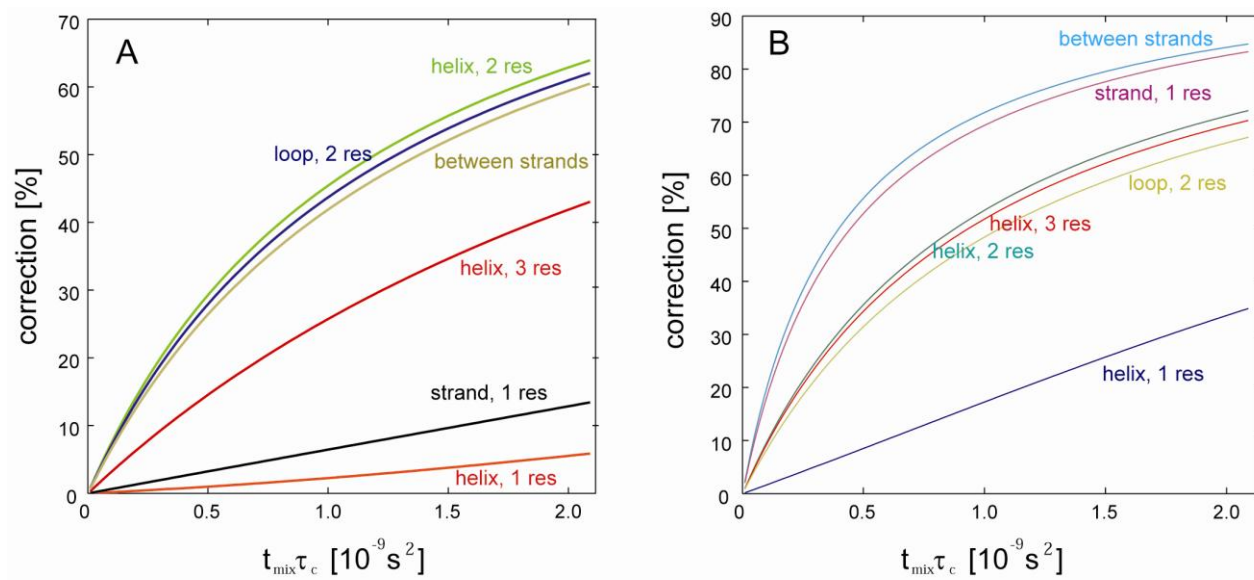 A
70
60
50
40
30
20
10
0
correction [%]
helix, 2 res
loop, 2 res
between strands
helix, 3 res
strand, 1 res
helix, 1 res
0
0.5
1.0
1.5
2.0
t_mix τ_c [10⁻⁹s²]
B
90
80
70
60
50
40
30
20
10
0
correction [%]
between strands
strand, 1 res
loop, 2 res
helix, 3 res
helix, 2 res
helix, 1 res
0
0.5
1.0
1.5
2.0
t_mix τ_c [10⁻⁹s²]